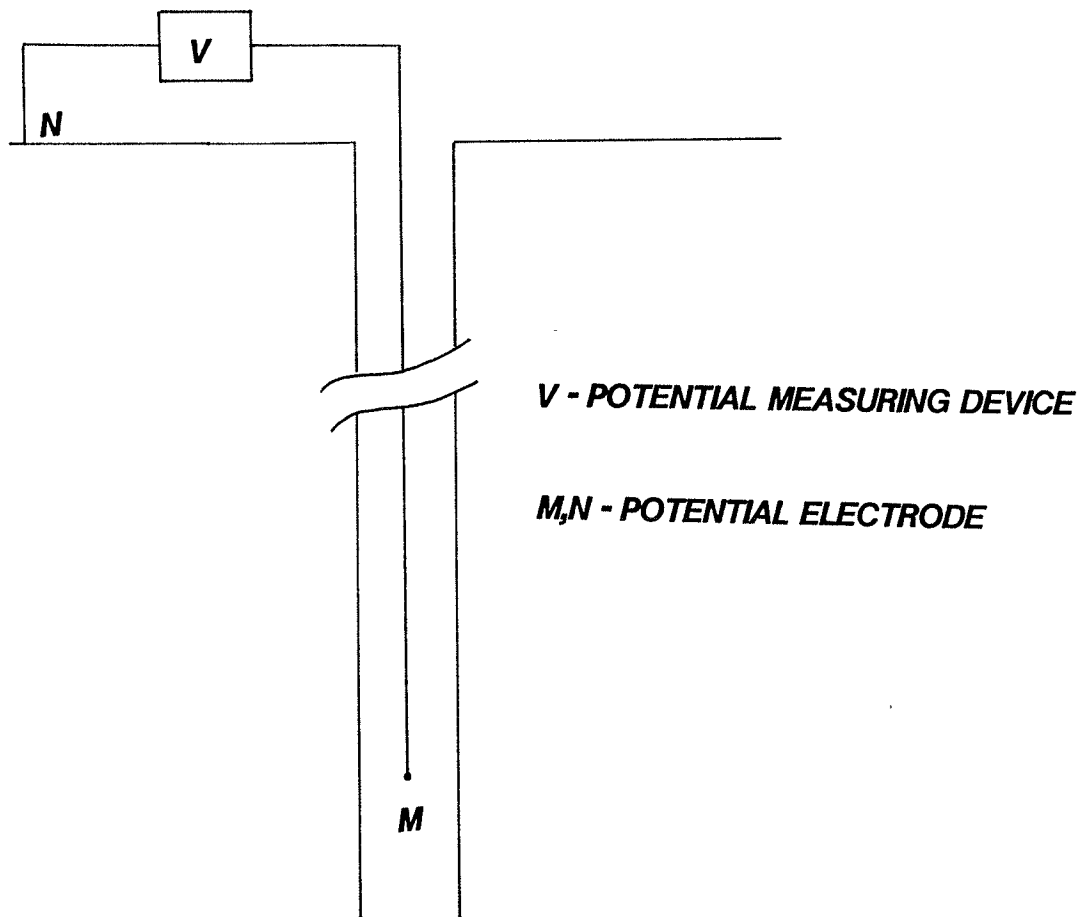 V
N
V - POTENTIAL MEASURING DEVICE
M,N - POTENTIAL ELECTRODE
M